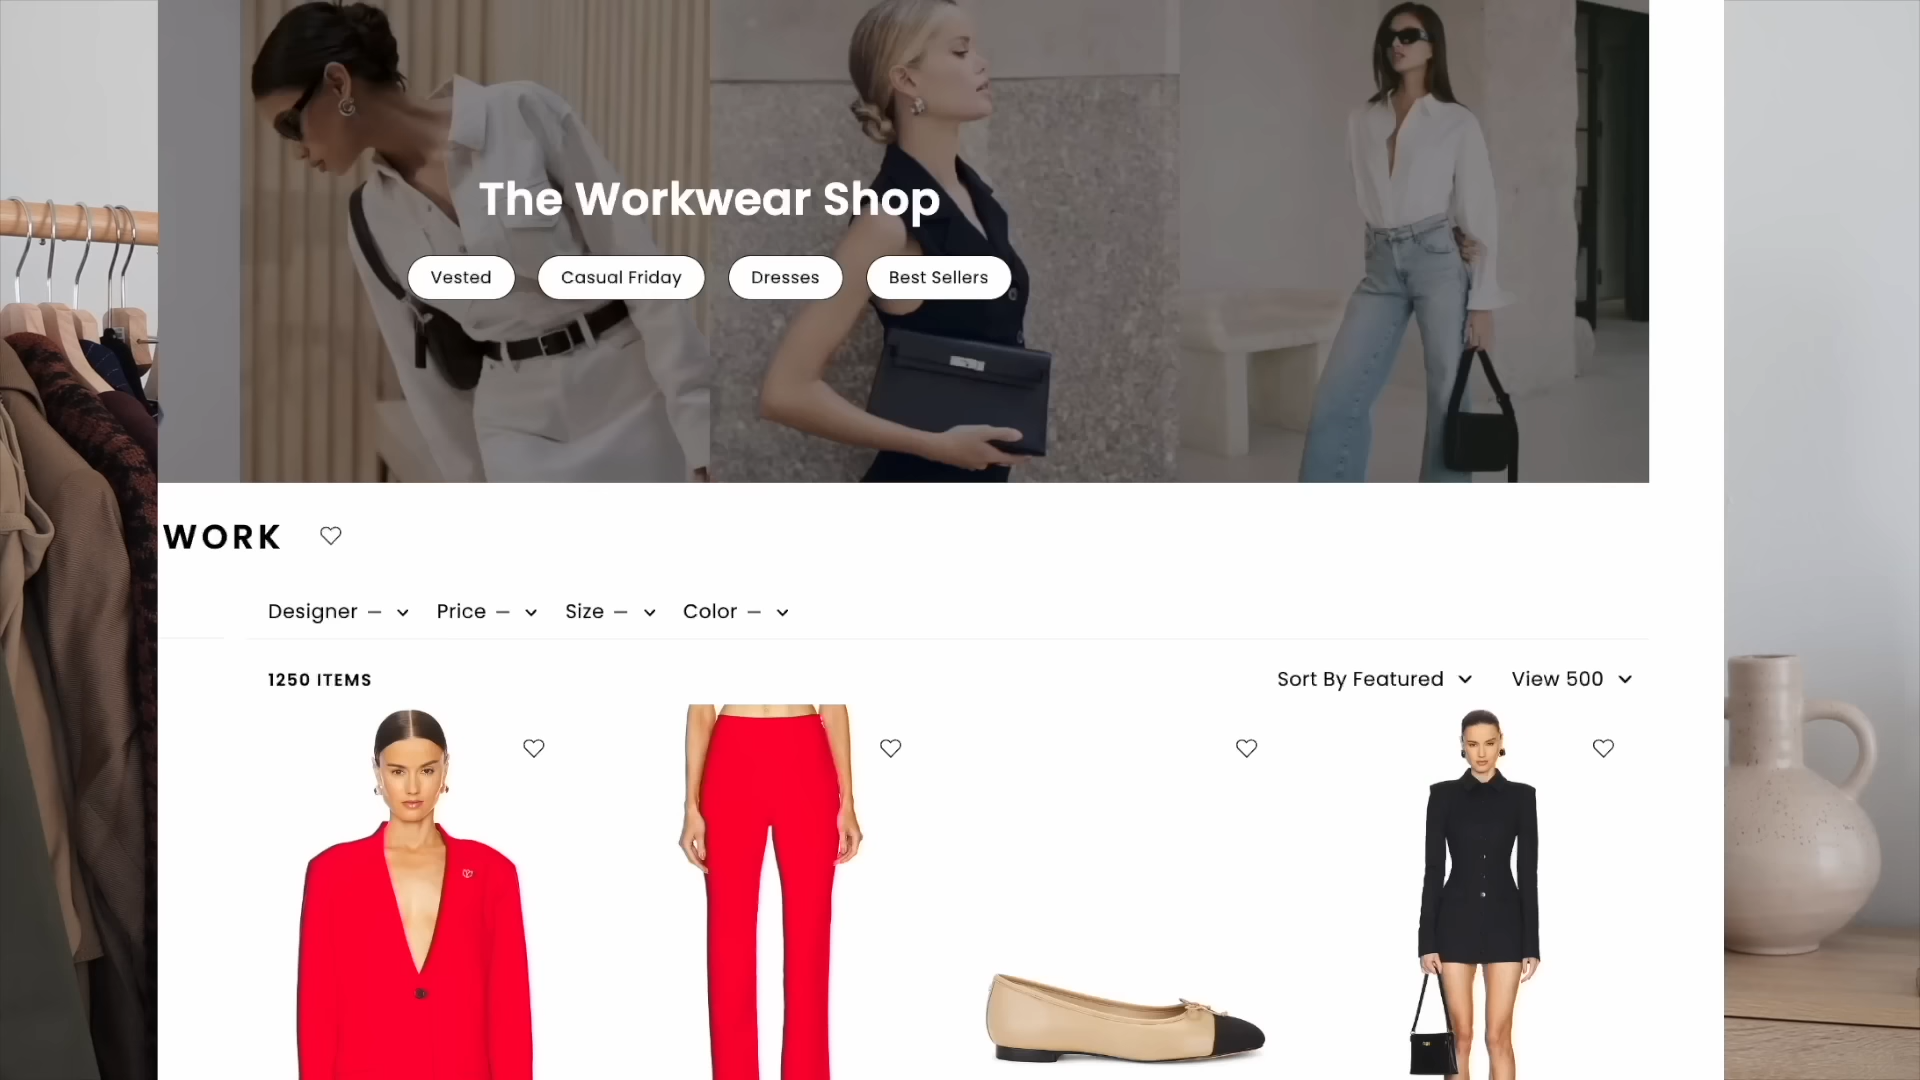 The Workwear Shop
Vested Casual Friday Dresses Best Sellers
WORK
Designer — Price — Size — Color —
1250 ITEMS
Sort By Featured View 500